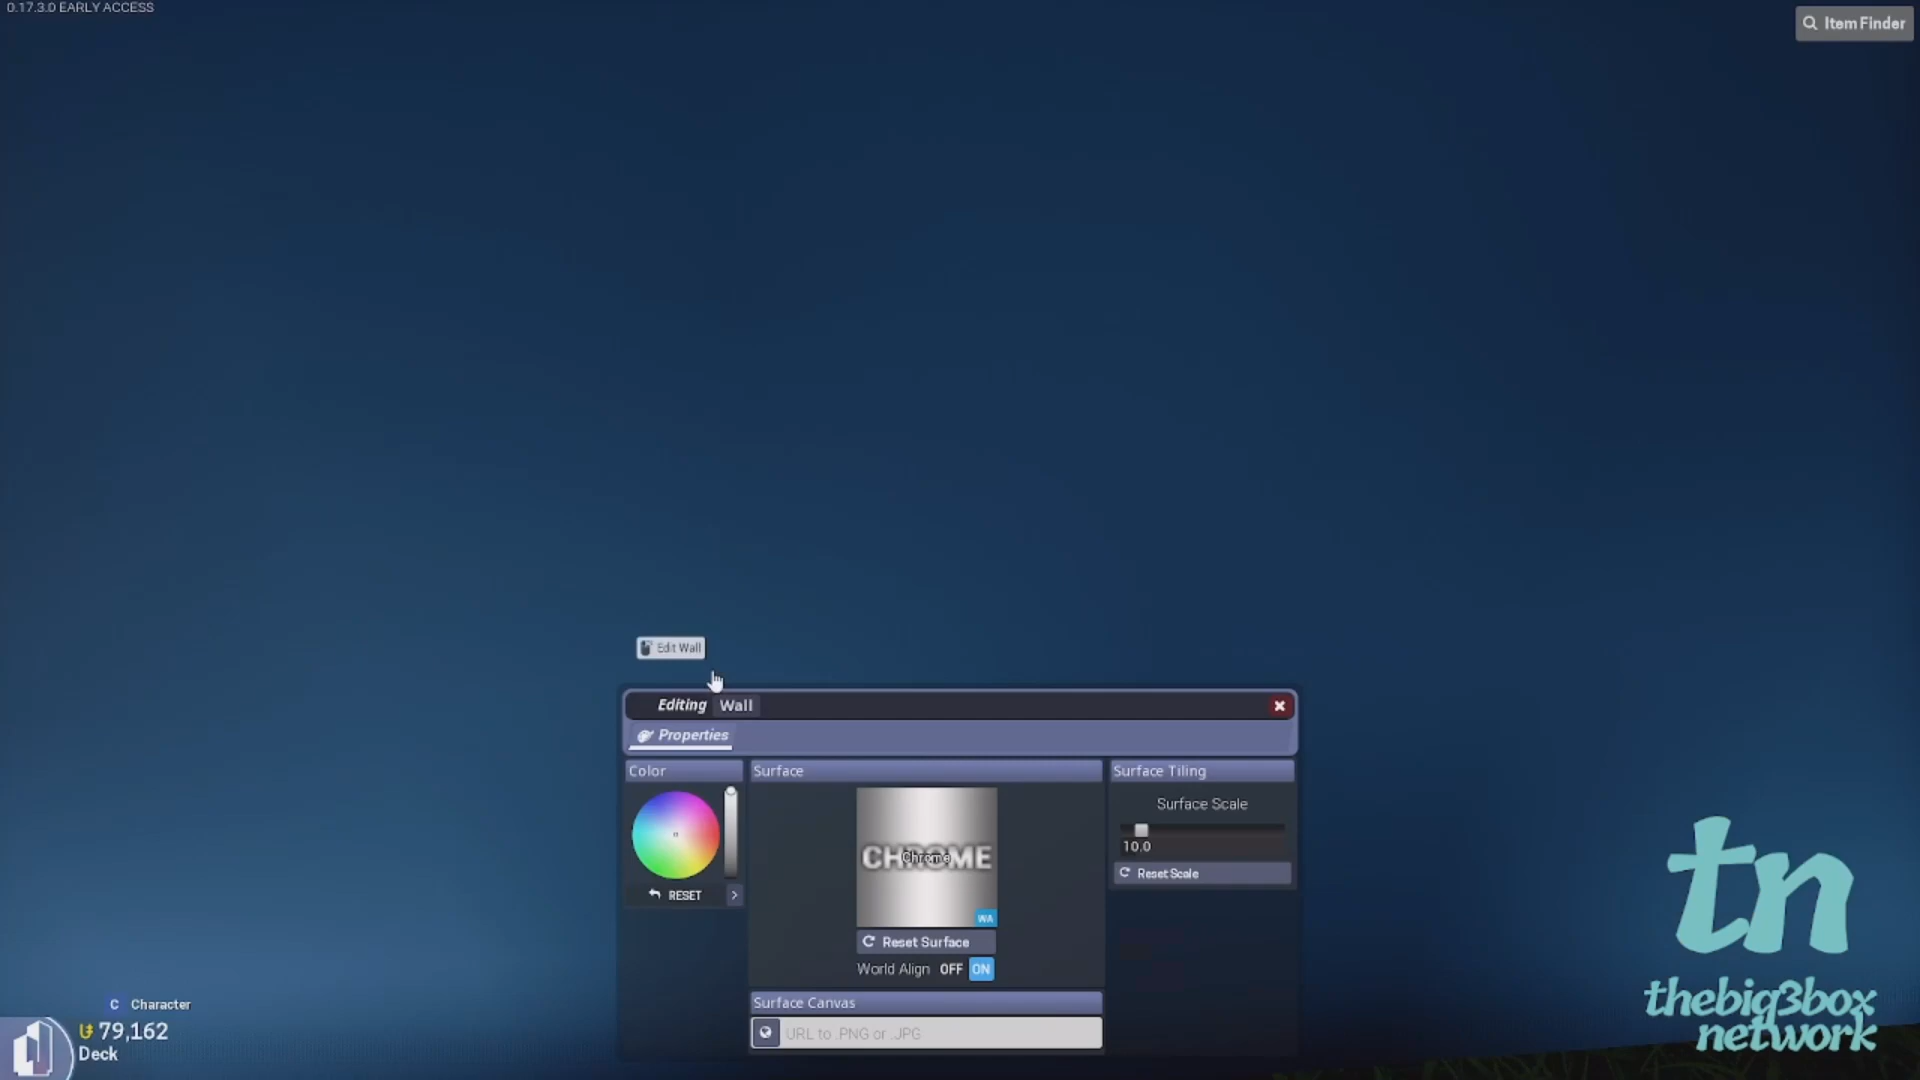 0.17.3.0 EARLY ACCESS
Item Finder
Edit Wall
Editing Wall
Properties
Color
Surface
Surface Tiling
Surface Scale
CHROME
Chrome
10.0
Reset Scale
RESET
WA
Reset Surface
World Align OFF ON
Surface Canvas
URL to .PNG or .JPG
C Character
79,162
Deck
tn
thebig3box
network